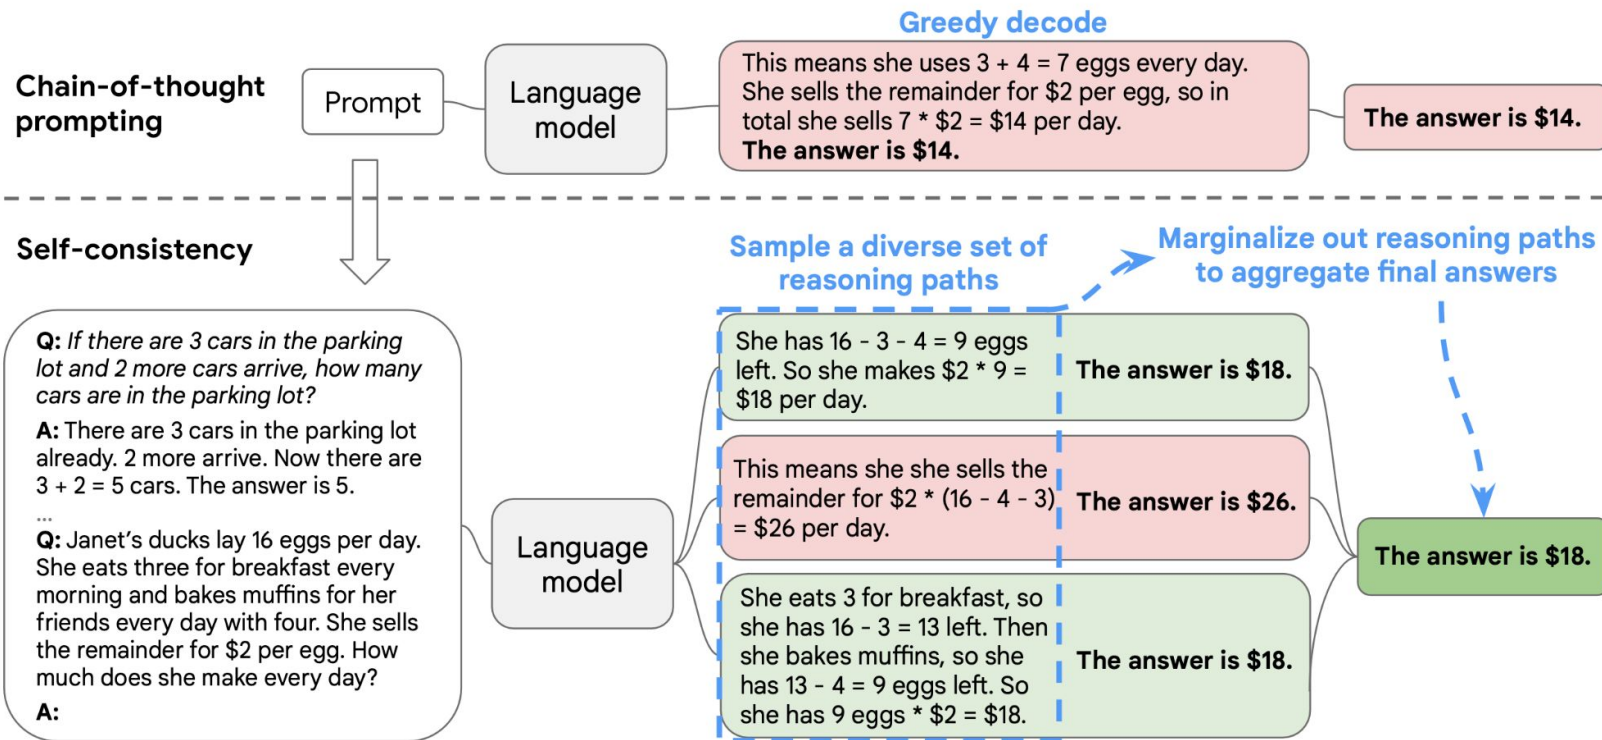 Greedy decode
Chain-of-thought
prompting
Prompt
Language
model
This means she uses 3 + 4 = 7 eggs every day.
She sells the remainder for $2 per egg, so in
total she sells 7 * $2 = $14 per day.
The answer is $14.
The answer is $14.
Self-consistency
Sample a diverse set of
reasoning paths
Marginalize out reasoning paths
to aggregate final answers
Q: If there are 3 cars in the parking
lot and 2 more cars arrive, how many
cars are in the parking lot?
A: There are 3 cars in the parking lot
already. 2 more arrive. Now there are
3 + 2 = 5 cars. The answer is 5.
...
Q: Janet’s ducks lay 16 eggs per day.
She eats three for breakfast every
morning and bakes muffins for her
friends every day with four. She sells
the remainder for $2 per egg. How
much does she make every day?
A:
Language
model
She has 16 - 3 - 4 = 9 eggs
left. So she makes $2 * 9 =
$18 per day.
The answer is $18.
This means she she sells the
remainder for $2 * (16 - 4 - 3)
= $26 per day.
The answer is $26.
She eats 3 for breakfast, so
she has 16 - 3 = 13 left. Then
she bakes muffins, so she
has 13 - 4 = 9 eggs left. So
she has 9 eggs * $2 = $18.
The answer is $18.
The answer is $18.